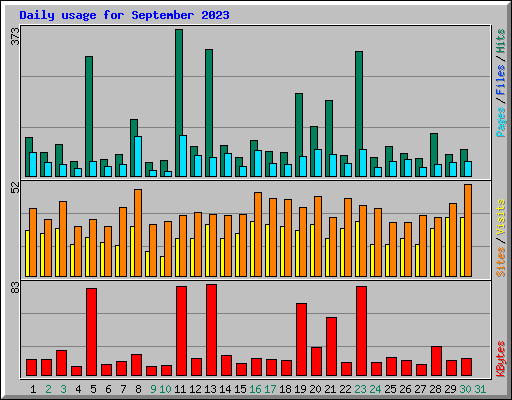 Daily usage for September 2023
373
52
83
Pages / Files / Hits
Sites / Visits
KBytes
1 2 3 4 5 6 7 8 9 10 11 12 13 14 15 16 17 18 19 20 21 22 23 24 25 26 27 28 29 30 31